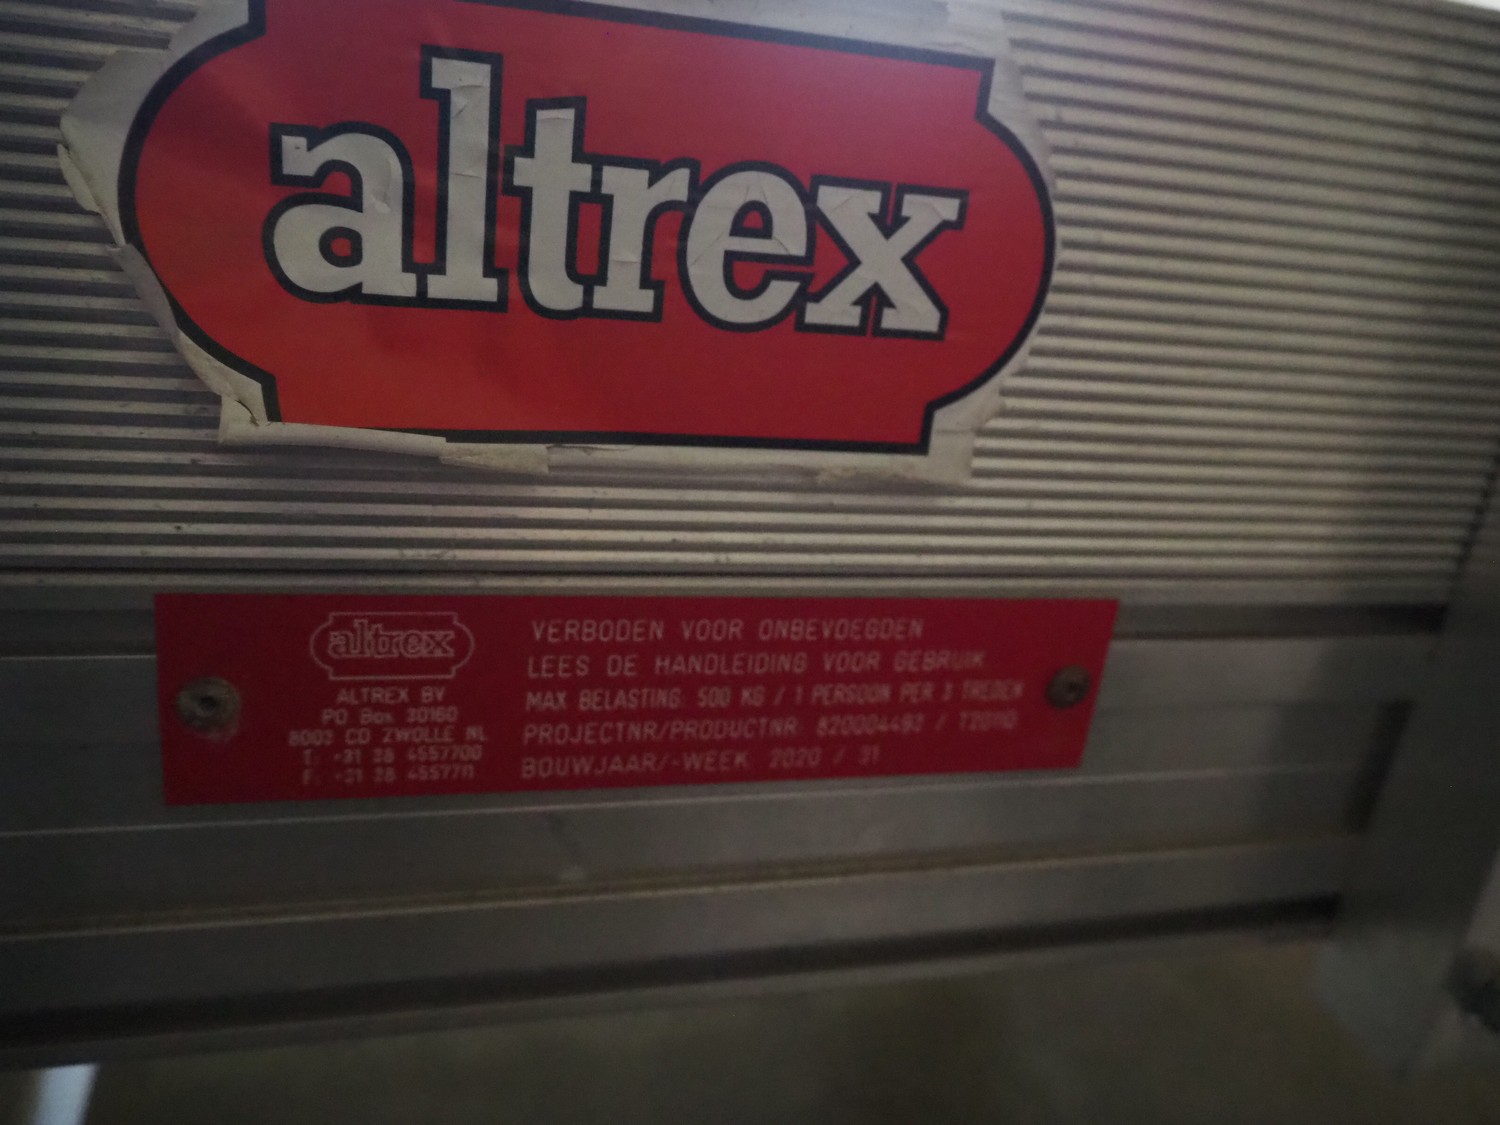 altrex
altrex
ALTREX BV
PO Box 30160
8003 CD ZWOLLE NL
T: +31 38 4557700
F: +31 38 4557711
VERBODEN VOOR ONBEVOEGDEN
LEES DE HANDLEIDING VOOR GEBRUIK
MAX BELASTING: 500 KG / 1 PERSOON PER 3 TREDEN
PROJECTNR/PRODUCTNR: 820004492 /
BOUWJAAR/-WEEK 2020 / 31